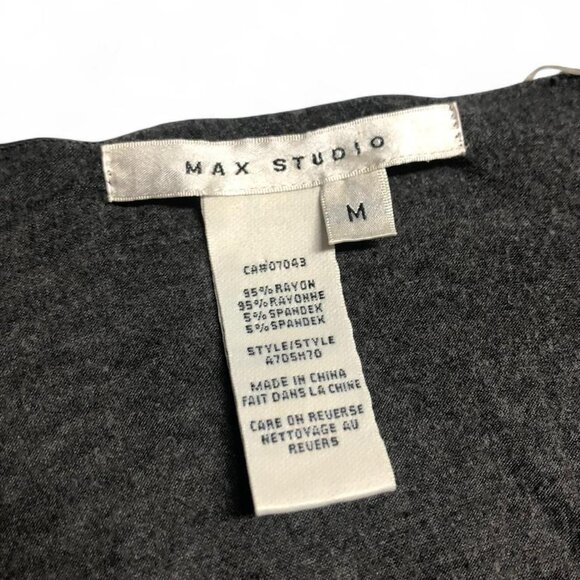 MAX STUDIO
M
CA#07043
95% RAYON
95% RAYONNE
5% SPANDEX
5% SPANDEX
STYLE/STYLE
A7DSH70
MADE IN CHINA
FAIT DANS LA CHINE
CARE ON REVERSE
NETTOYAGE AU
REVERS